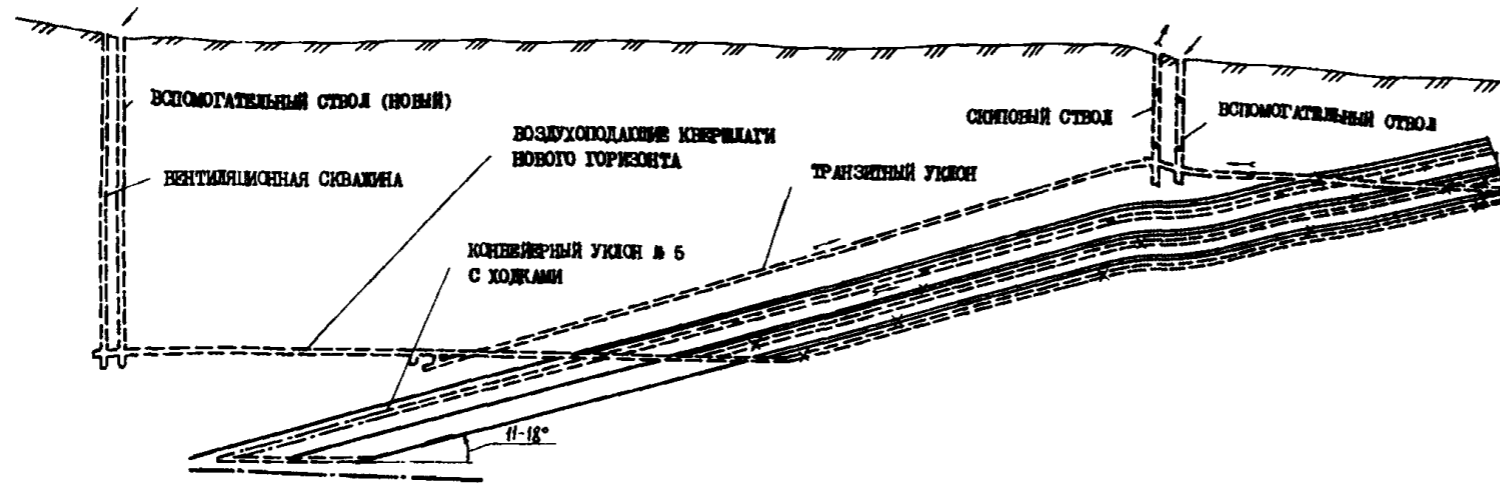 ВСПОМОГАТЕЛЬНЫЙ СТВОЛ (НОВЫЙ)
СКИПОВЫЙ СТВОЛ
ВСПОМОГАТЕЛЬНЫЙ СТВОЛ
ВОЗДУХОПОДАЮЩИЕ КВЕРШЛАГИ
НОВОГО ГОРИЗОНТА
ВЕНТИЛЯЦИОННАЯ СКВАЖИНА
ТРАНЗИТНЫЙ УКЛОН
КОНВЕЙЕРНЫЙ УКЛОН № 5
С ХОДКАМИ
11-18°